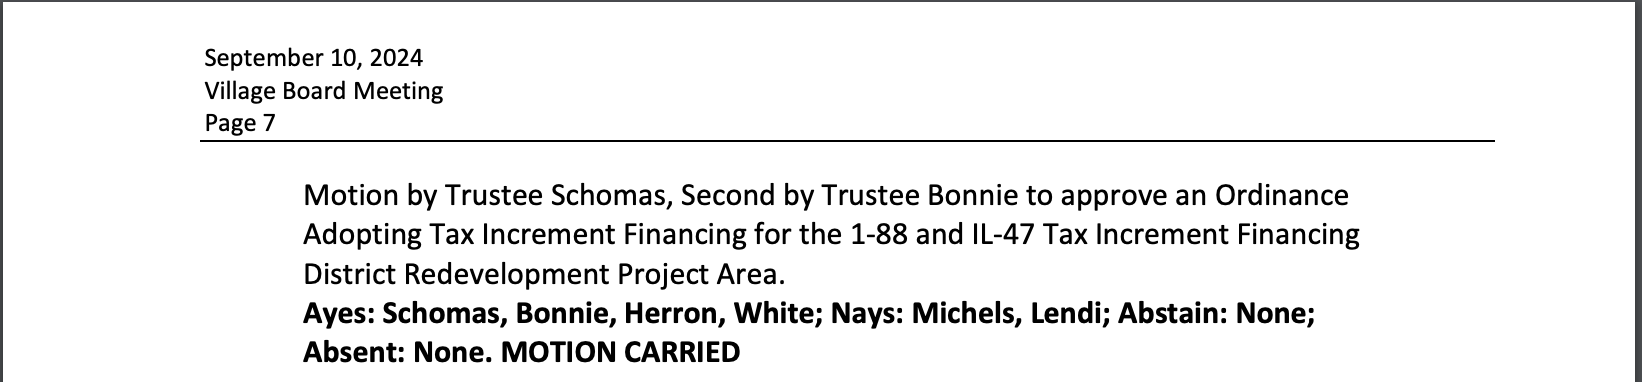 September 10, 2024
Village Board Meeting
Page 7
Motion by Trustee Schomas, Second by Trustee Bonnie to approve an Ordinance
Adopting Tax Increment Financing for the 1-88 and IL-47 Tax Increment Financing
District Redevelopment Project Area.
Ayes: Schomas, Bonnie, Herron, White; Nays: Michels, Lendi; Abstain: None;
Absent: None. MOTION CARRIED